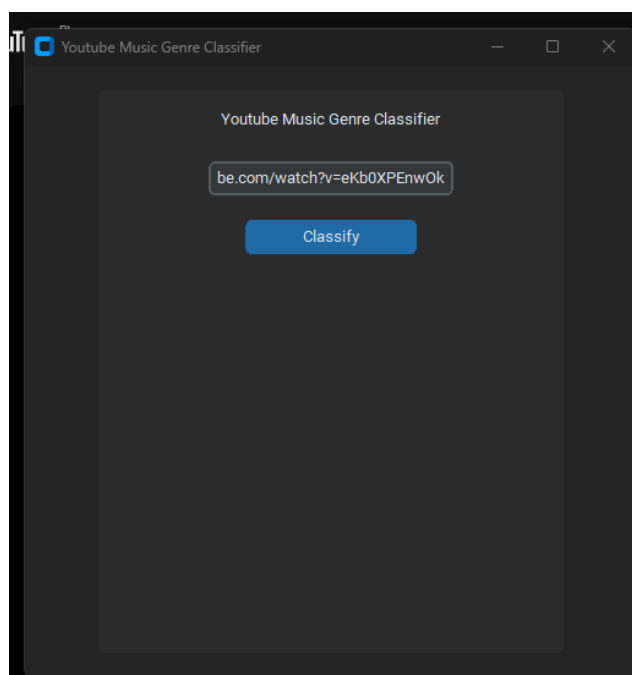 Youtube Music Genre Classifier
Youtube Music Genre Classifier
be.com/watch?v=eKb0XPEnwOk
Classify